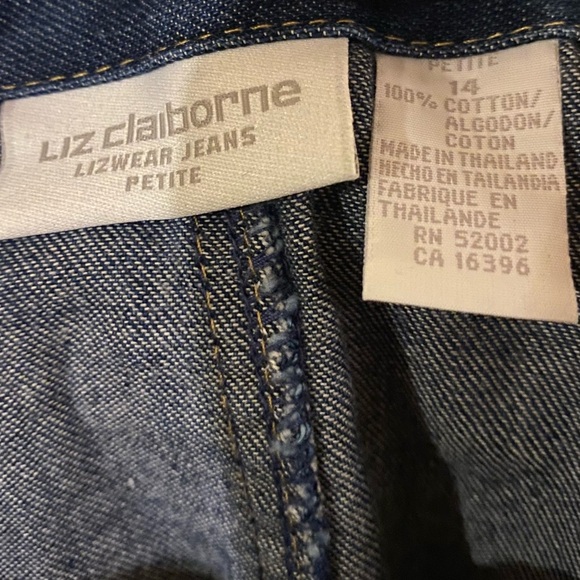 Liz claiborne
LIZWEAR JEANS
PETITE
PETITE
14
100% COTTON/
ALGODON/
COTON
MADE IN THAILAND
HECHO EN TAILANDIA
FABRIQUE EN
THAILANDE
RN 52002
CA 16396